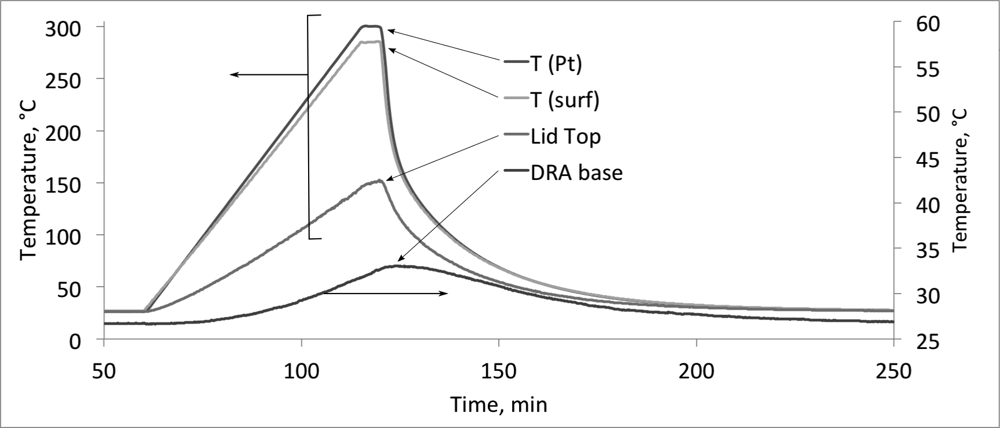 Temperature, °C
300
250
200
150
100
50
0
T (Pt)
T (surf)
Lid Top
DRA base
60
55
50
45
40
35
30
25
Temperature, °C
50 100 150 200 250
Time, min